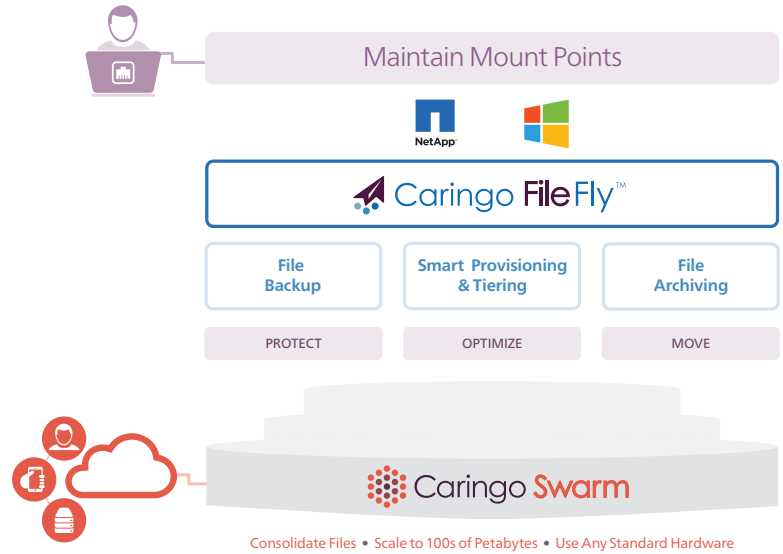 Maintain Mount Points
NetApp
Caringo FileFly™
File
Backup
Smart Provisioning
& Tiering
File
Archiving
PROTECT
OPTIMIZE
MOVE
Caringo Swarm
Consolidate Files • Scale to 100s of Petabytes • Use Any Standard Hardware